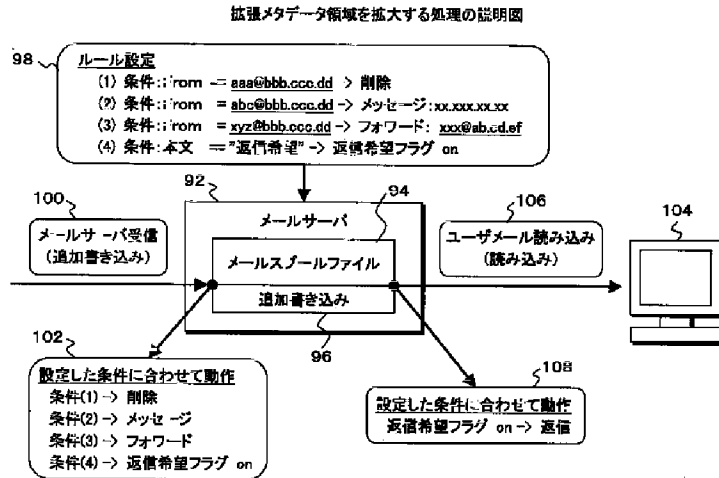 拡張メタデータ領域を拡大する処理の説明図
98
ルール設定
(1) 条件:From = aaa@bbb.ccc.dd -> 削除
(2) 条件:From = abc@bbb.ccc.dd -> メッセージ:xx.xxx.xx.xx
(3) 条件:From = xyz@bbb.ccc.dd -> フォワード: xxx@ab.cd.ef
(4) 条件:本文 =="返信希望" -> 返信希望フラグ on
100
メールサーバ受信
(追加書き込み)
92
メールサーバ
94
メールスプールファイル
追加書き込み
96
106
ユーザメール読み込み
(読み込み)
104
102
設定した条件に合わせて動作
条件(1) -> 削除
条件(2) -> メッセージ
条件(3) -> フォワード
条件(4) -> 返信希望フラグ on
108
設定した条件に合わせて動作
返信希望フラグ on -> 返信